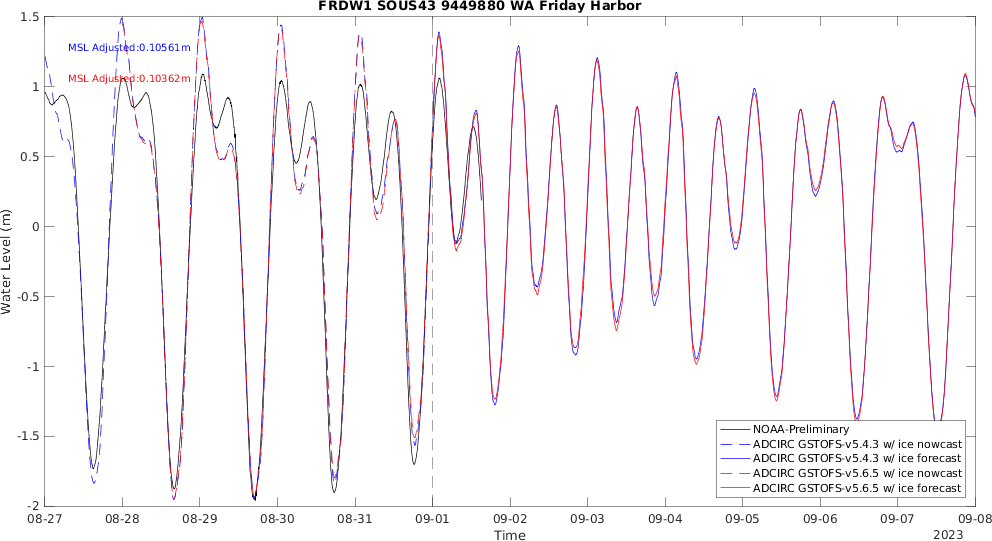 FRDW1 SOUS43 9449880 WA Friday Harbor
MSL Adjusted:0.10561m
MSL Adjusted:0.10362m
Water Level (m)
1.5
1
0.5
0
-0.5
-1
-1.5
-2
NOAA-Preliminary
ADCIRC GSTOFS-v5.4.3 w/ ice nowcast
ADCIRC GSTOFS-v5.4.3 w/ ice forecast
ADCIRC GSTOFS-v5.6.5 w/ ice nowcast
ADCIRC GSTOFS-v5.6.5 w/ ice forecast
08-27 08-28 08-29 08-30 08-31 09-01 09-02 09-03 09-04 09-05 09-06 09-07 09-08
Time
2023